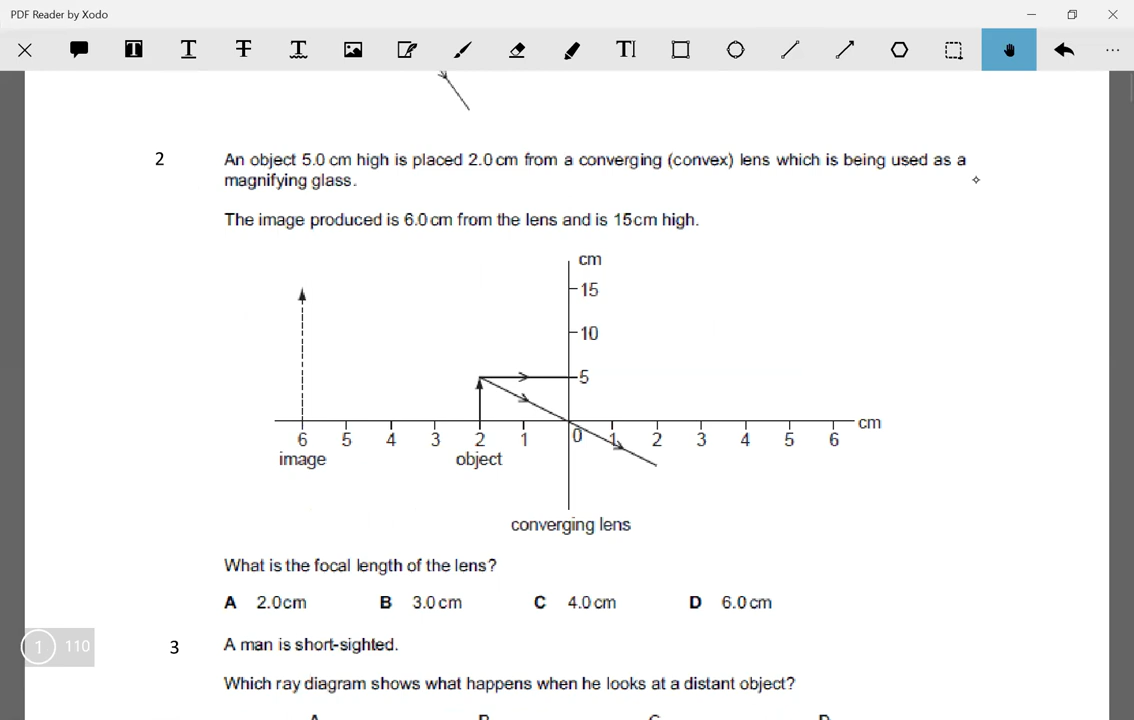 PDF Reader by Xodo
2 An object 5.0 cm high is placed 2.0 cm from a converging (convex) lens which is being used as a
magnifying glass.
The image produced is 6.0 cm from the lens and is 15 cm high.
cm
15
10
5
6 5 4 3 2 1 0 1 2 3 4 5 6 cm
image object
converging lens
What is the focal length of the lens?
A 2.0 cm B 3.0 cm C 4.0 cm D 6.0 cm
1 110
3 A man is short-sighted.
Which ray diagram shows what happens when he looks at a distant object?